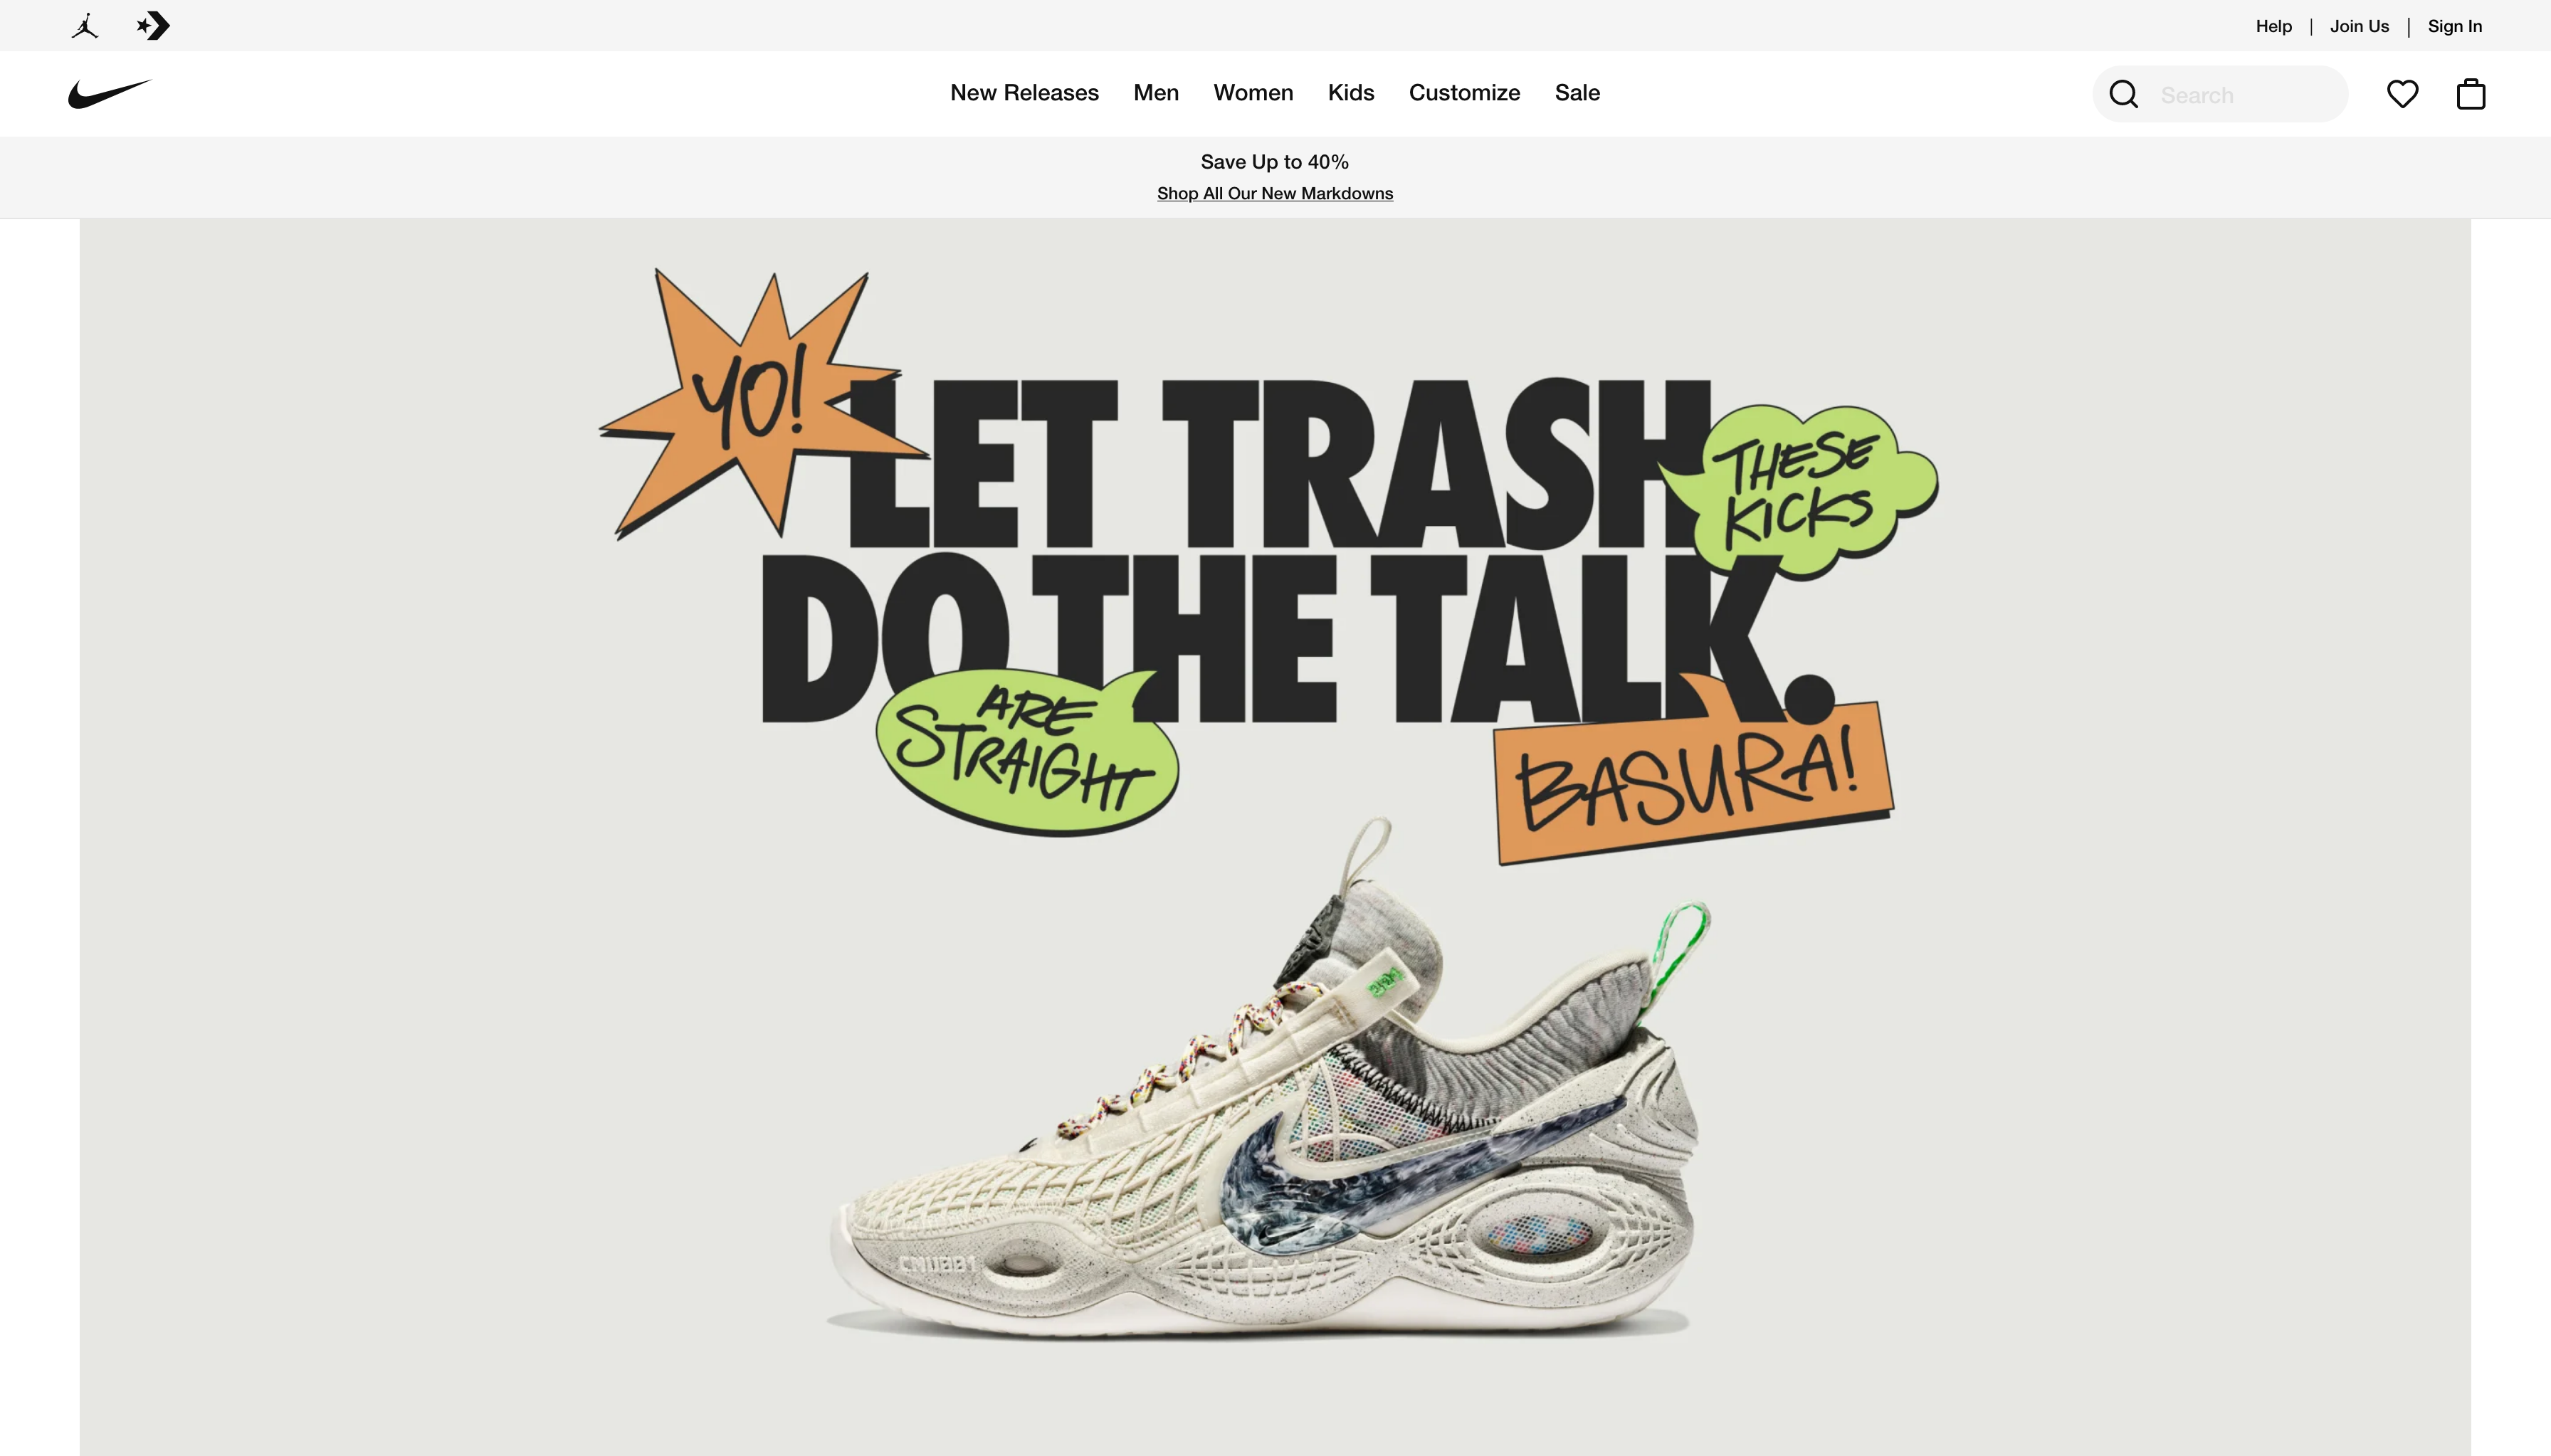 Help | Join Us | Sign In
New Releases Men Women Kids Customize Sale
Search
Save Up to 40%
Shop All Our New Markdowns
YO!
LET TRASH
THESE
KICKS
DO THE TALK.
ARE
STRAIGHT
BASURA!